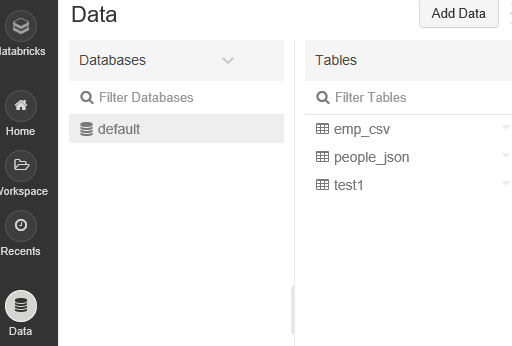 Data
Add Data
Databases
Tables
Filter Databases
Filter Tables
default
emp_csv
people_json
test1
atabricks
Home
Workspace
Recents
Data